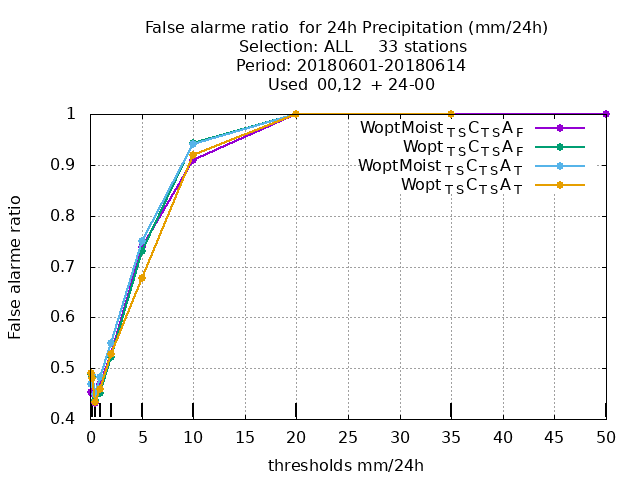 False alarme ratio  for 24h Precipitation (mm/24h)
Selection: ALL     33 stations
Period: 20180601-20180614
Used  00,12  + 24-00
WoptMoist TS C TS A F
Wopt TS C TS A F
WoptMoist TS C TS A T
Wopt TS C TS A T
1
0.9
0.8
0.7
0.6
0.5
0.4
False alarme ratio
0 5 10 15 20 25 30 35 40 45 50
thresholds mm/24h